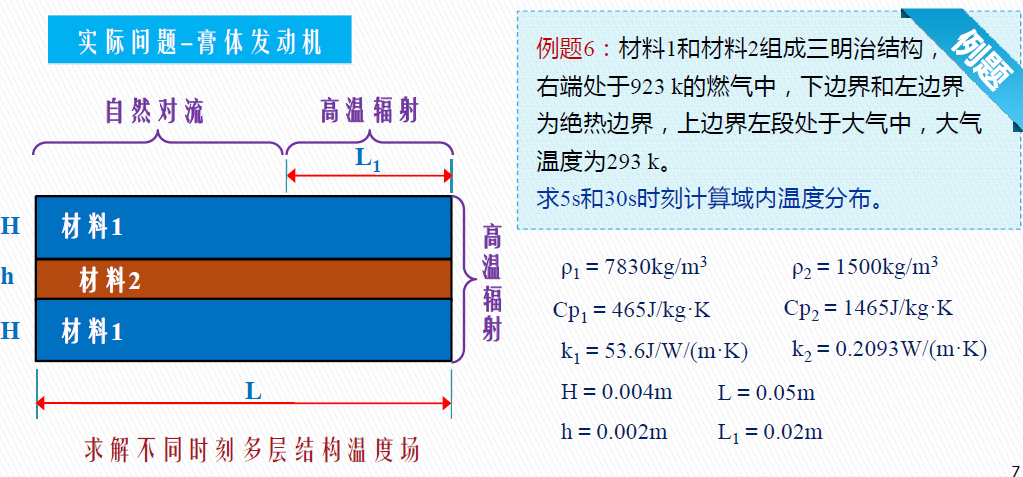 实际问题-膏体发动机
自然对流
高温辐射
L1
H
材料1
h
材料2
H
材料1
高温辐射
L
求解不同时刻多层结构温度场
例题
例题6：材料1和材料2组成三明治结构，
右端处于923 k的燃气中，下边界和左边界
为绝热边界，上边界左段处于大气中，大气
温度为293 k。
求5s和30s时刻计算域内温度分布。
ρ1 = 7830kg/m³ ρ2 = 1500kg/m³
Cp1 = 465J/kg·K Cp2 = 1465J/kg·K
k1 = 53.6J/W/(m·K) k2 = 0.2093W/(m·K)
H = 0.004m L = 0.05m
h = 0.002m L1 = 0.02m
7